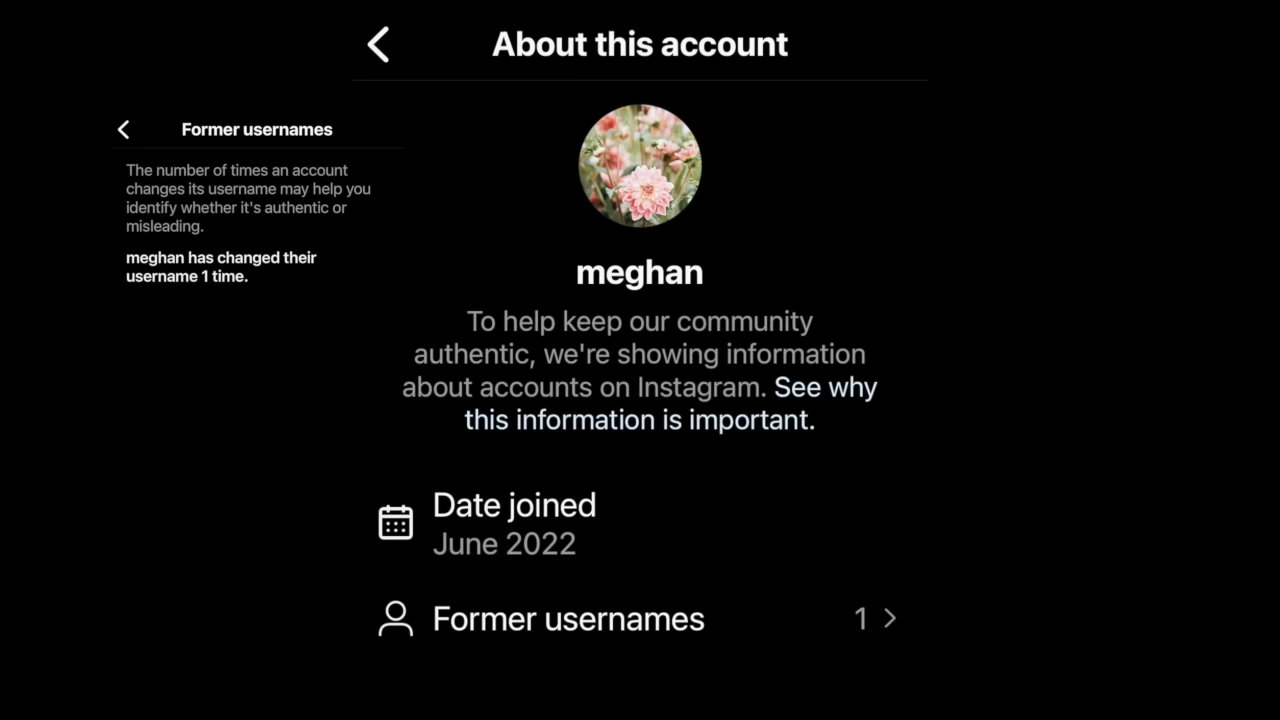 About this account
Former usernames
The number of times an account
changes its username may help you
identify whether it's authentic or
misleading.
meghan has changed their
username 1 time.
meghan
To help keep our community
authentic, we're showing information
about accounts on Instagram. See why
this information is important.
Date joined
June 2022
Former usernames 1